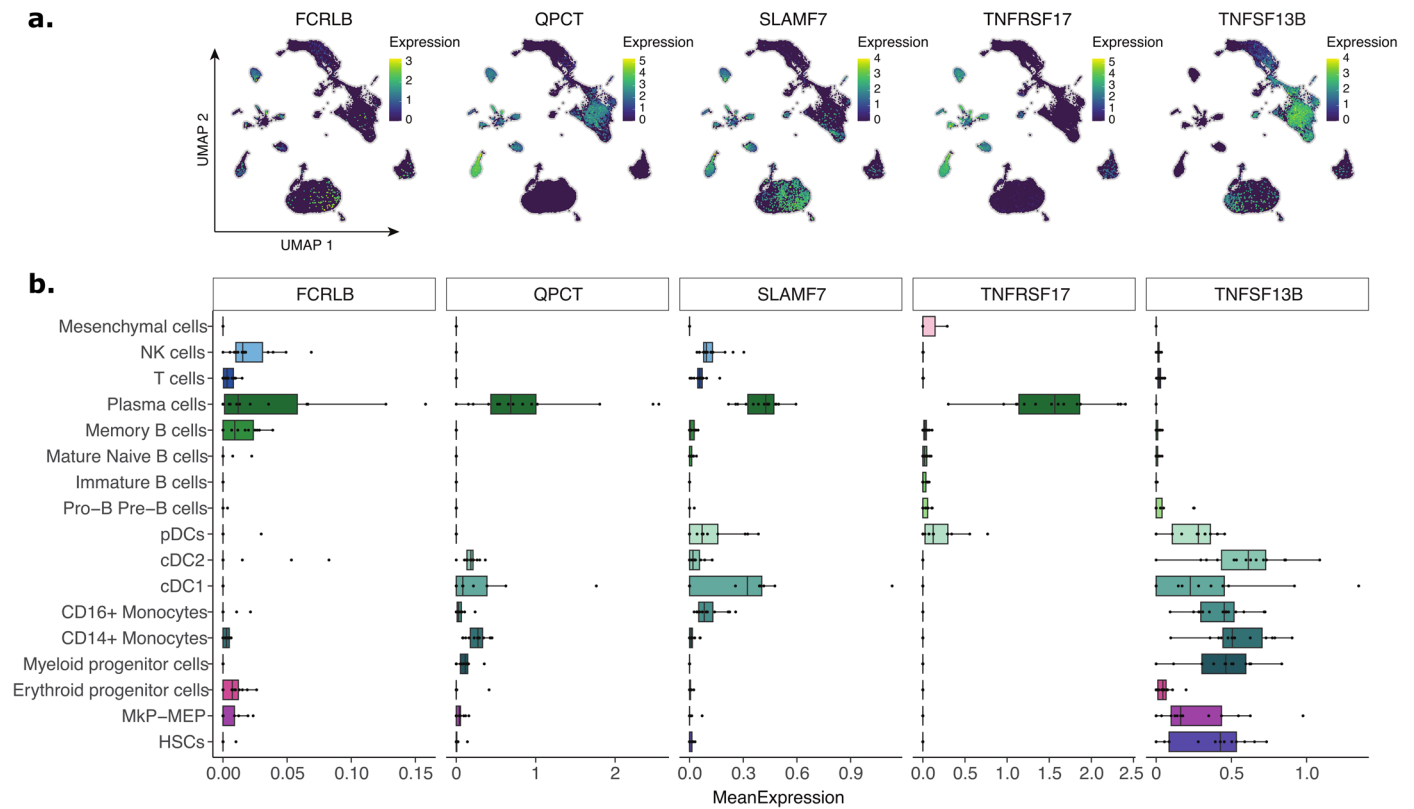 a.
FCRLB QPCT SLAMF7 TNFRSF17 TNFSF13B
Expression Expression Expression Expression Expression
3 2 1 0
5 4 3 2 1 0
4 3 2 1 0
5 4 3 2 1 0
4 3 2 1 0
UMAP 2
UMAP 1
b.
FCRLB QPCT SLAMF7 TNFRSF17 TNFSF13B
Mesenchymal cells
NK cells
T cells
Plasma cells
Memory B cells
Mature Naive B cells
Immature B cells
Pro−B Pre−B cells
pDCs
cDC2
cDC1
CD16+ Monocytes
CD14+ Monocytes
Myeloid progenitor cells
Erythroid progenitor cells
MkP−MEP
HSCs
0.00 0.05 0.10 0.15 0 1 2 0.0 0.3 0.6 0.9 0.0 0.5 1.0 1.5 2.0 2.5 0.0 0.5 1.0
MeanExpression